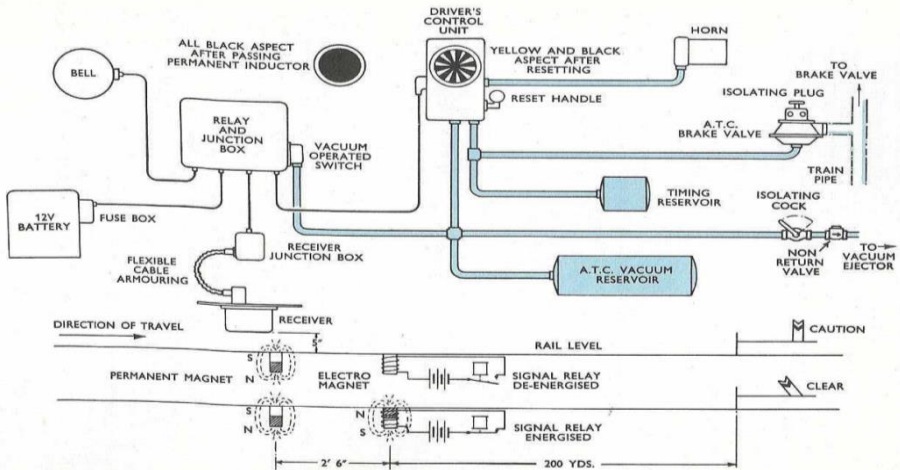 DRIVER'S
CONTROL
UNIT
HORN
BELL
ALL BLACK ASPECT
AFTER PASSING
PERMANENT INDUCTOR
YELLOW AND BLACK
ASPECT AFTER
RESETTING
RESET HANDLE
TO
BRAKE VALVE
ISOLATING PLUG
A.T.C.
BRAKE VALVE
TRAIN
PIPE
RELAY
AND
JUNCTION
BOX
VACUUM
OPERATED
SWITCH
TIMING
RESERVOIR
ISOLATING
COCK
12V
BATTERY
FUSE BOX
RECEIVER
JUNCTION BOX
FLEXIBLE
CABLE
ARMOURING
A.T.C. VACUUM
RESERVOIR
NON
RETURN
VALVE
TO
VACUUM
EJECTOR
RECEIVER
DIRECTION OF TRAVEL
5"
RAIL LEVEL
CAUTION
S
N
PERMANENT MAGNET
ELECTRO
MAGNET
SIGNAL RELAY
DE-ENERGISED
CLEAR
S
N
N
S
SIGNAL RELAY
ENERGISED
2' 6"
200 YDS.